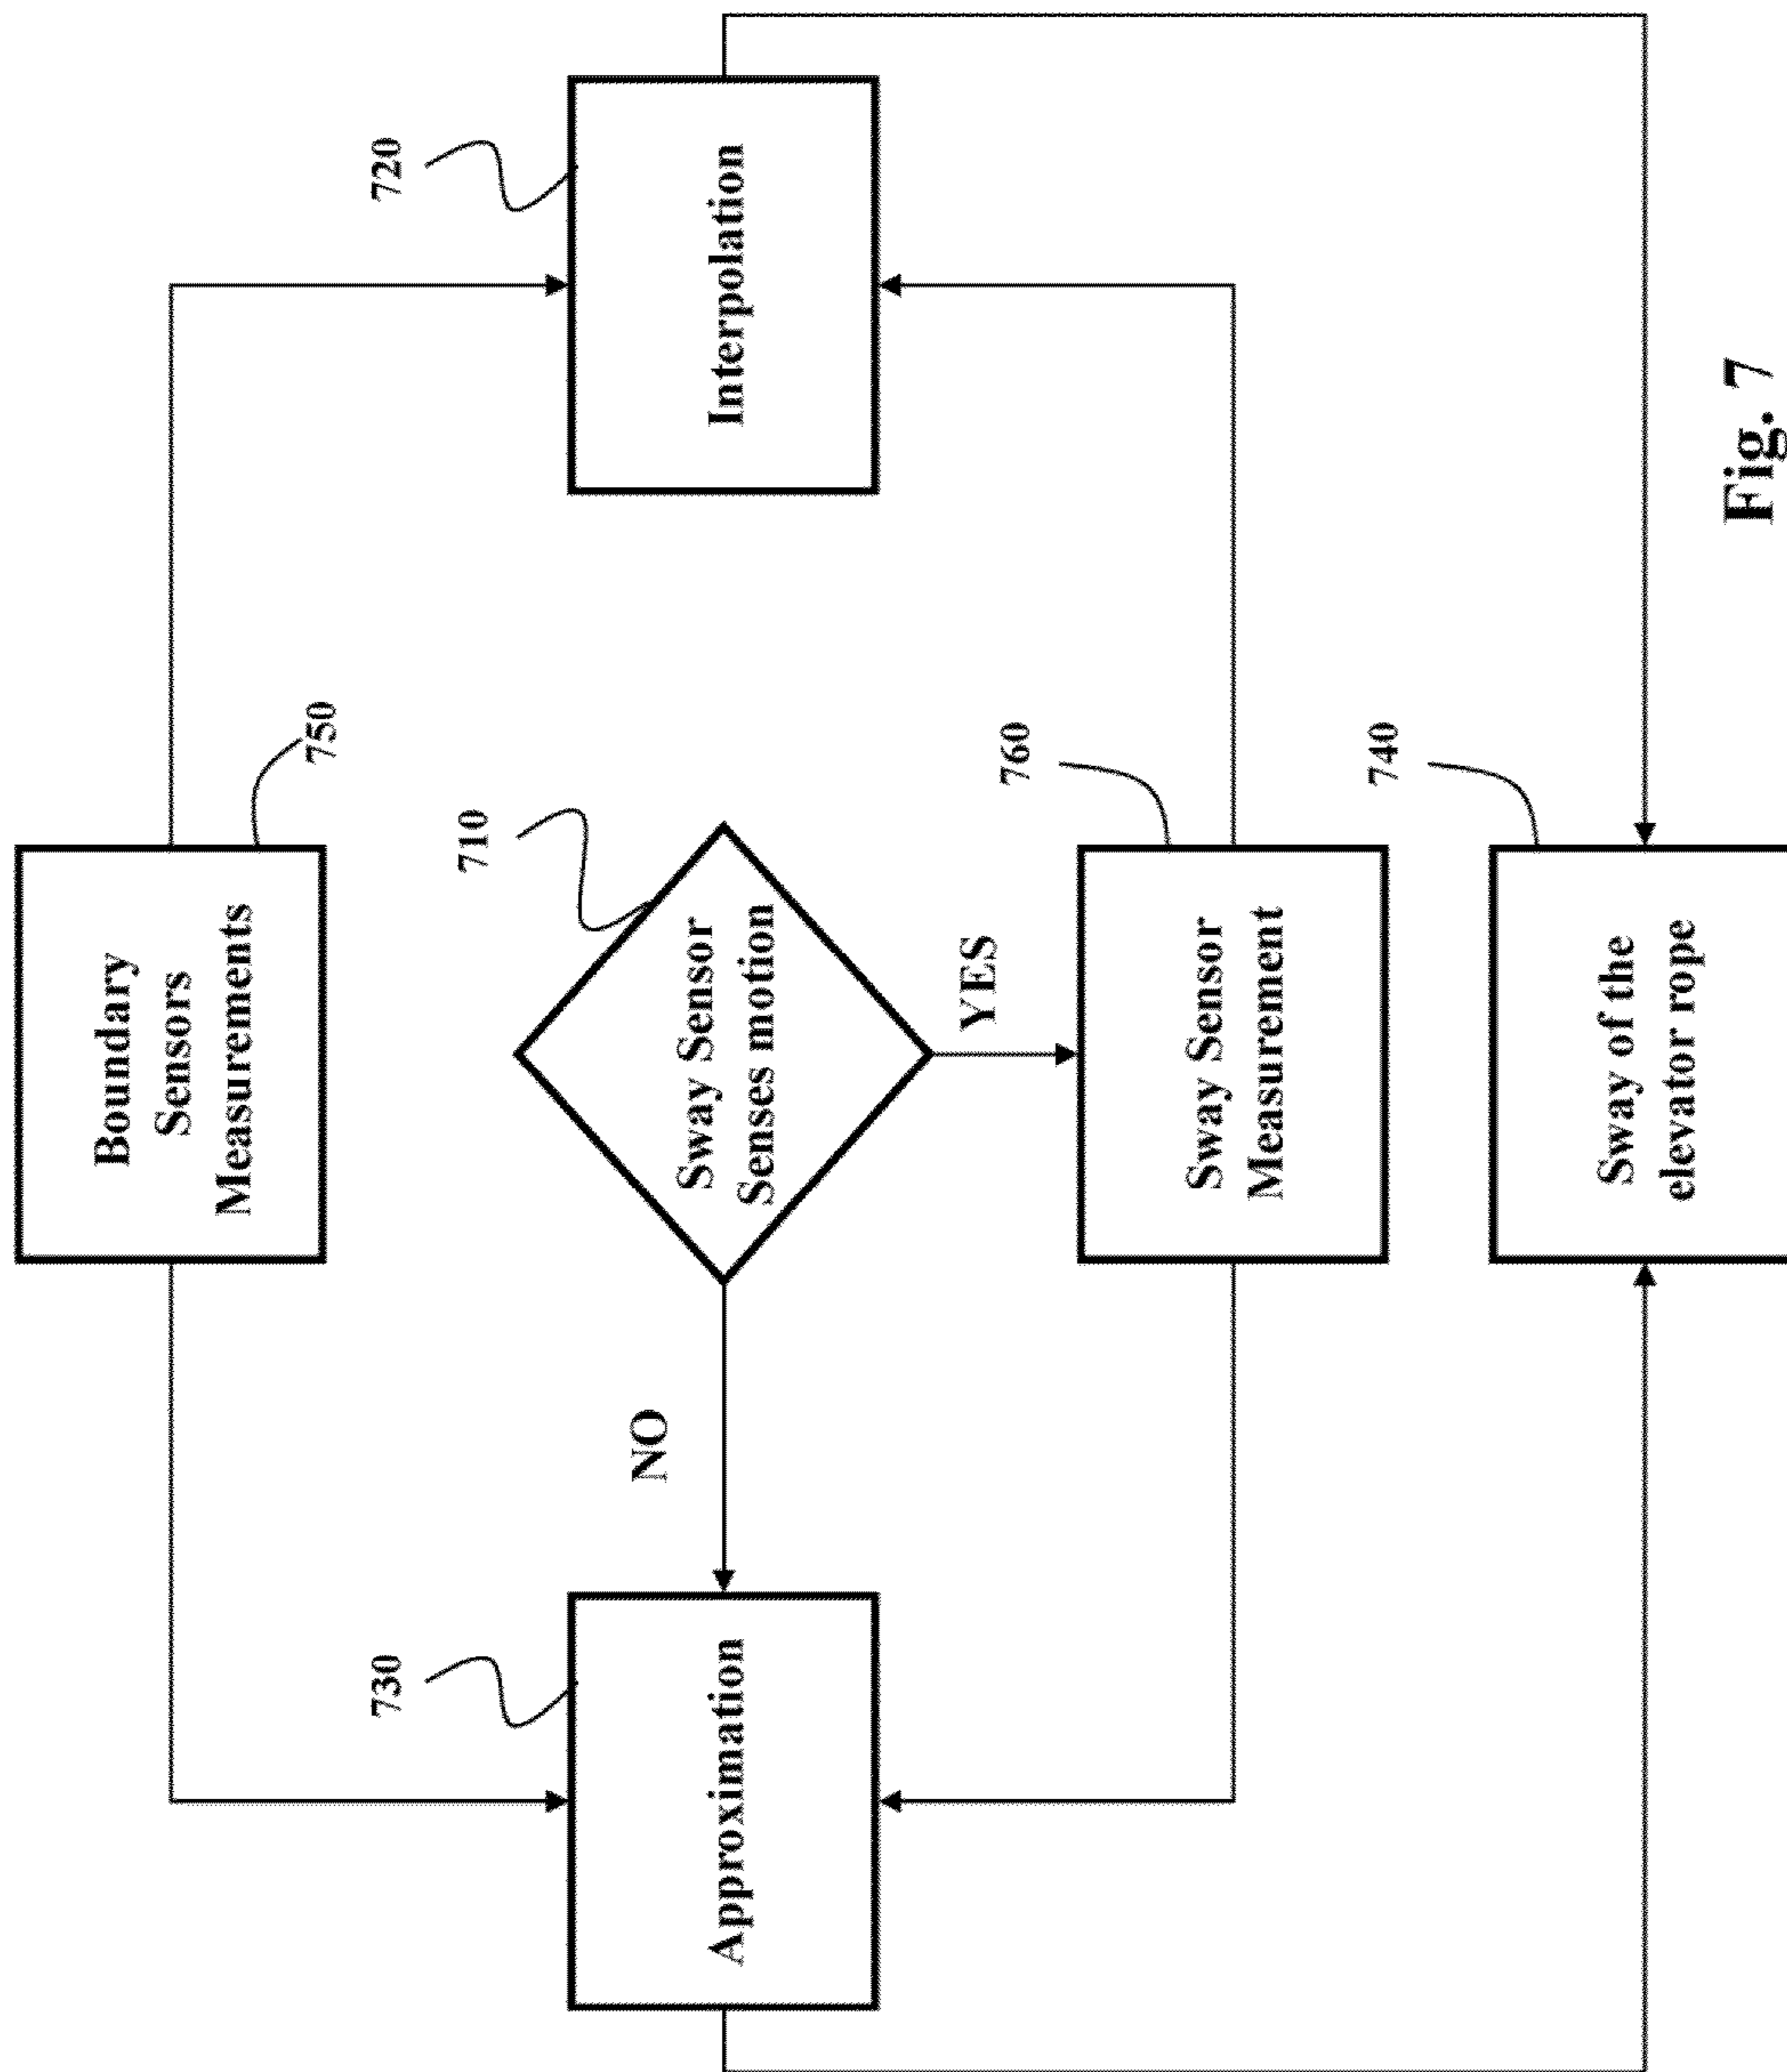 Boundary
Sensors
Measurements
750
710
Sway Sensor
Senses motion
NO
YES
730
Approximation
720
Interpolation
760
Sway Sensor
Measurement
740
Sway of the
elevator rope
Fig. 7